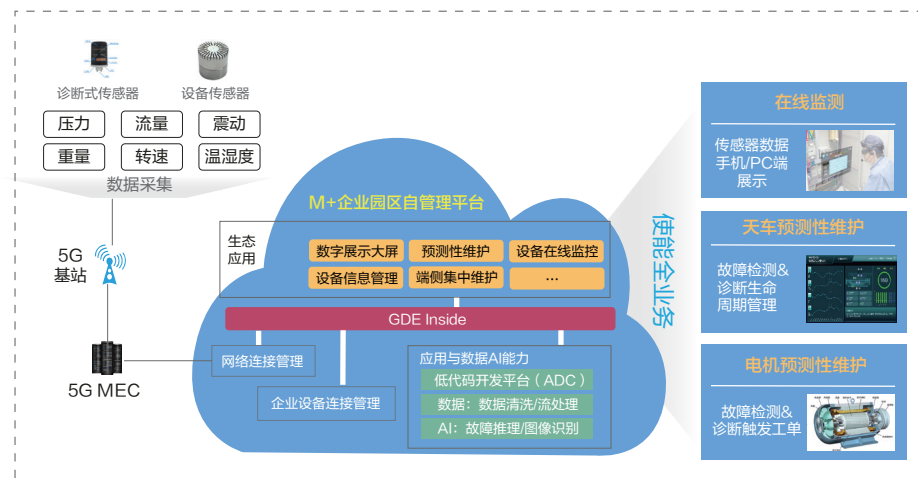 诊断式传感器
设备传感器
压力
流量
震动
重量
转速
温湿度
数据采集
5G
基站
5G MEC
M+企业园区自管理平台
生态
应用
数字展示大屏
预测性维护
设备在线监控
设备信息管理
端侧集中维护
…
GDE Inside
网络连接管理
企业设备连接管理
应用与数据AI能力
低代码开发平台（ADC）
数据：数据清洗/流处理
AI：故障推理/图像识别
使能全业务
在线监测
传感器数据
手机/PC端
展示
天车预测性维护
故障检测&
诊断生命
周期管理
电机预测性维护
故障检测&
诊断触发工单